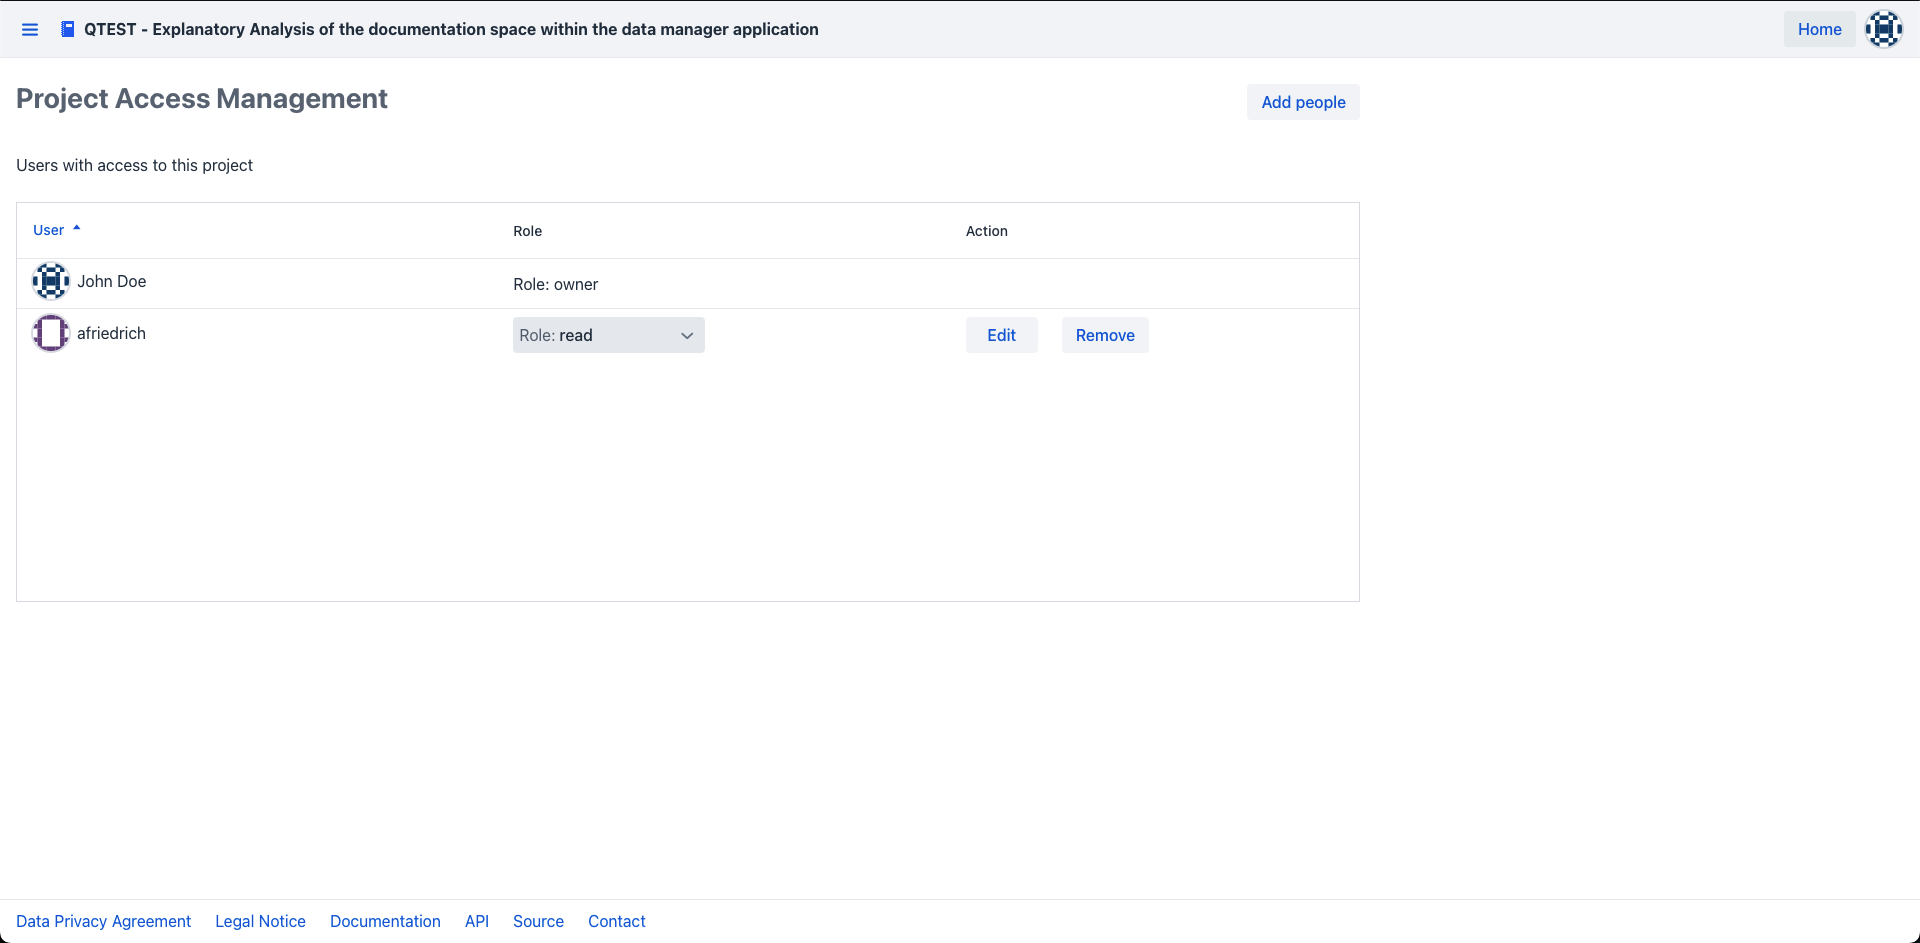 QTEST - Explanatory Analysis of the documentation space within the data manager application
Home
Project Access Management
Add people
Users with access to this project
User Role Action
John Doe Role: owner
afriedrich Role: read Edit Remove
Data Privacy Agreement Legal Notice Documentation API Source Contact